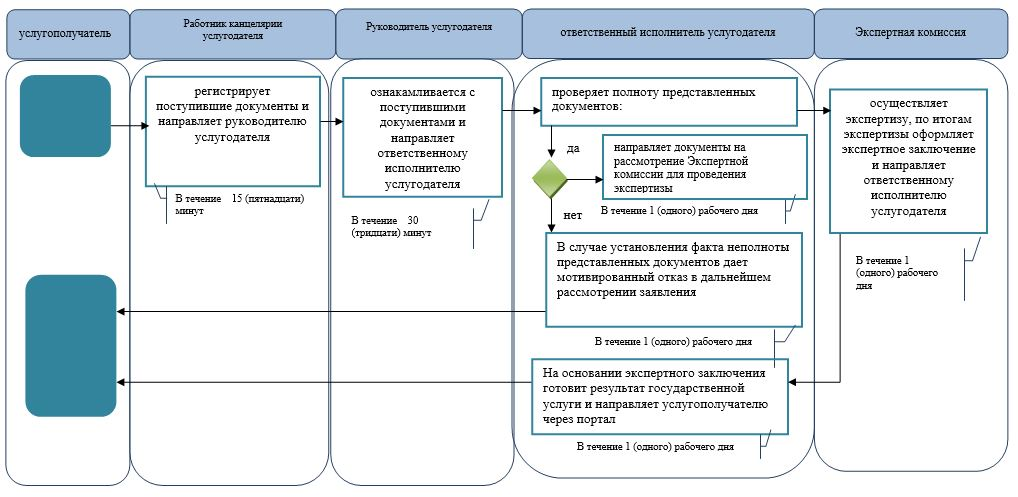 услугополучатель
Работник канцелярии
услугодателя
Руководитель услугодателя
ответственный исполнитель услугодателя
Экспертная комиссия
регистрирует
поступившие документы и
направляет руководителю
услугодателя
В течение 15 (пятнадцати)
минут
ознакамливается с
поступившими
документами и
направляет
ответственному
исполнителю
услугодателя
В течение 30
(тридцати) минут
проверяет полноту представленных
документов:
да
направляет документы на
рассмотрение Экспертной
комиссии для проведения
экспертизы
В течение 1 (одного) рабочего дня
нет
В случае установления факта неполноты
представленных документов дает
мотивированный отказ в дальнейшем
рассмотрении заявления
В течение 1 (одного) рабочего дня
На основании экспертного заключения
готовит результат государственной
услуги и направляет услугополучателю
через портал
В течение 1 (одного) рабочего дня
осуществляет
экспертизу, по итогам
экспертизы оформляет
экспертное заключение
и направляет
ответственному
исполнителю
услугодателя
В течение 1
(одного) рабочего
дня